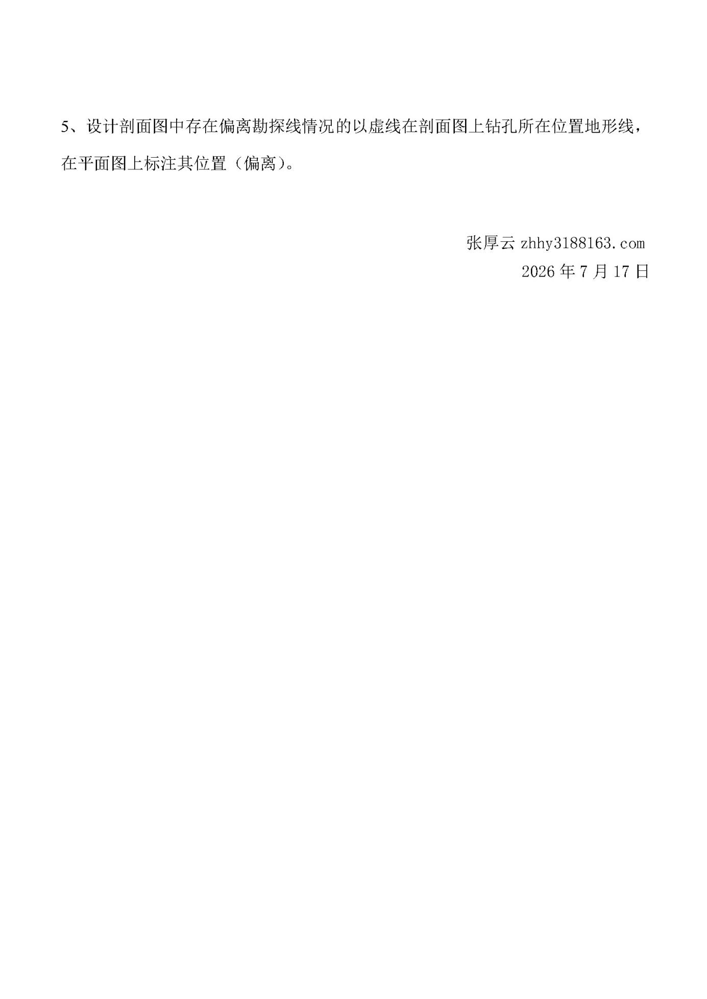 5、设计剖面图中存在偏离勘探线情况的以虚线在剖面图上钻孔所在位置地形线，
在平面图上标注其位置（偏离）。
张厚云 zhhy3188163.com
2026 年 7 月 17 日